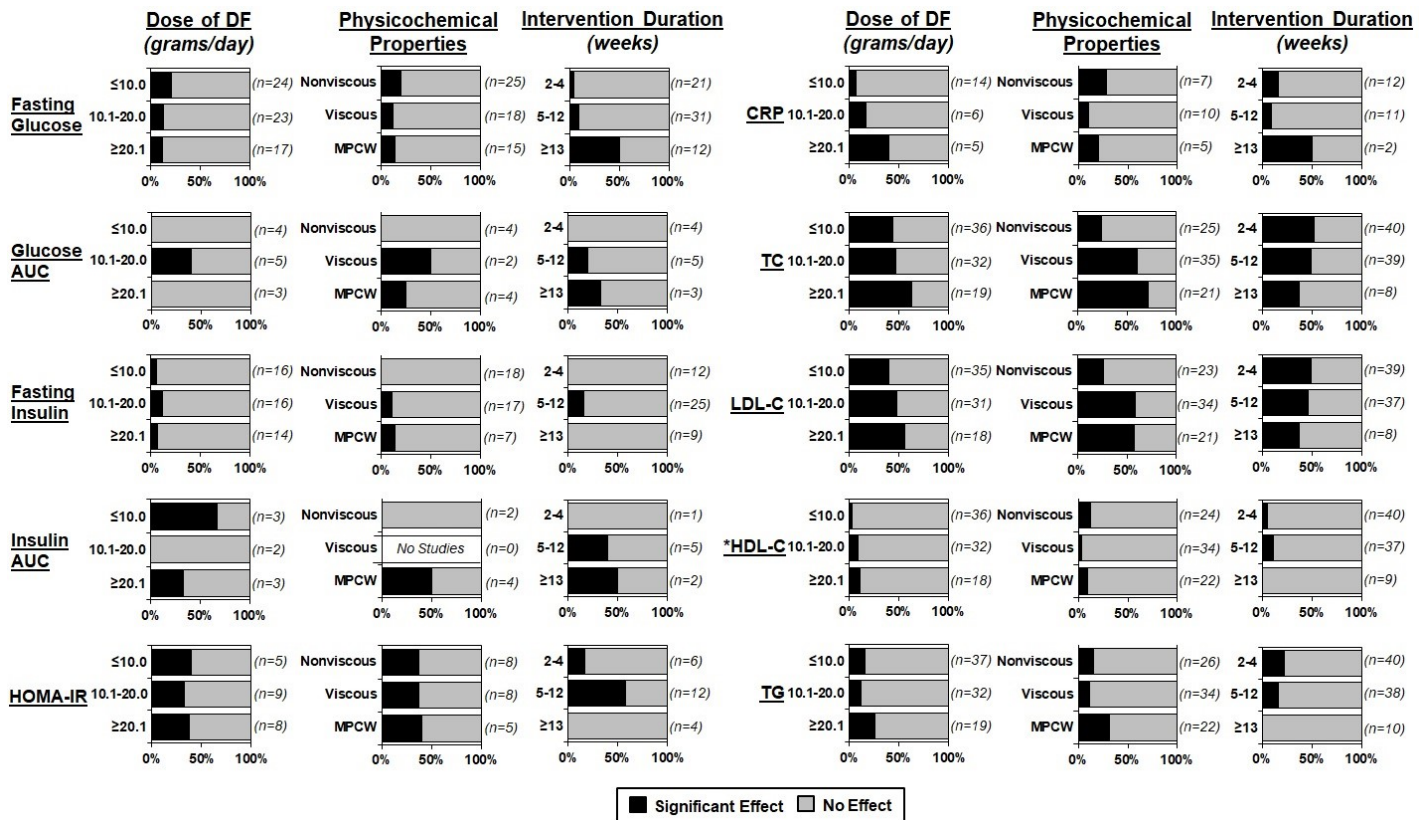 Dose of DF
(grams/day)
Physicochemical
Properties
Intervention Duration
(weeks)
Dose of DF
(grams/day)
Physicochemical
Properties
Intervention Duration
(weeks)
Fasting
Glucose
≤10.0 (n=24)
10.1-20.0 (n=23)
≥20.1 (n=17)
0% 50% 100%
Nonviscous (n=25)
Viscous (n=18)
MPCW (n=15)
0% 50% 100%
2-4 (n=21)
5-12 (n=31)
≥13 (n=12)
0% 50% 100%
CRP
≤10.0 (n=14)
10.1-20.0 (n=6)
≥20.1 (n=5)
0% 50% 100%
Nonviscous (n=7)
Viscous (n=10)
MPCW (n=5)
0% 50% 100%
2-4 (n=12)
5-12 (n=11)
≥13 (n=2)
0% 50% 100%
Glucose
AUC
≤10.0 (n=4)
10.1-20.0 (n=5)
≥20.1 (n=3)
0% 50% 100%
Nonviscous (n=4)
Viscous (n=2)
MPCW (n=4)
0% 50% 100%
2-4 (n=4)
5-12 (n=5)
≥13 (n=3)
0% 50% 100%
TC
≤10.0 (n=36)
10.1-20.0 (n=32)
≥20.1 (n=19)
0% 50% 100%
Nonviscous (n=25)
Viscous (n=35)
MPCW (n=21)
0% 50% 100%
2-4 (n=40)
5-12 (n=39)
≥13 (n=8)
0% 50% 100%
Fasting
Insulin
≤10.0 (n=16)
10.1-20.0 (n=16)
≥20.1 (n=14)
0% 50% 100%
Nonviscous (n=18)
Viscous (n=17)
MPCW (n=7)
0% 50% 100%
2-4 (n=12)
5-12 (n=25)
≥13 (n=9)
0% 50% 100%
LDL-C
≤10.0 (n=35)
10.1-20.0 (n=31)
≥20.1 (n=18)
0% 50% 100%
Nonviscous (n=23)
Viscous (n=34)
MPCW (n=21)
0% 50% 100%
2-4 (n=39)
5-12 (n=37)
≥13 (n=8)
0% 50% 100%
Insulin
AUC
≤10.0 (n=3)
10.1-20.0 (n=2)
≥20.1 (n=3)
0% 50% 100%
Nonviscous (n=2)
Viscous No Studies (n=0)
MPCW (n=4)
0% 50% 100%
2-4 (n=1)
5-12 (n=5)
≥13 (n=2)
0% 50% 100%
*HDL-C
≤10.0 (n=36)
10.1-20.0 (n=32)
≥20.1 (n=18)
0% 50% 100%
Nonviscous (n=24)
Viscous (n=34)
MPCW (n=22)
0% 50% 100%
2-4 (n=40)
5-12 (n=37)
≥13 (n=9)
0% 50% 100%
HOMA-IR
≤10.0 (n=5)
10.1-20.0 (n=9)
≥20.1 (n=8)
0% 50% 100%
Nonviscous (n=8)
Viscous (n=8)
MPCW (n=5)
0% 50% 100%
2-4 (n=6)
5-12 (n=12)
≥13 (n=4)
0% 50% 100%
TG
≤10.0 (n=37)
10.1-20.0 (n=32)
≥20.1 (n=19)
0% 50% 100%
Nonviscous (n=26)
Viscous (n=34)
MPCW (n=22)
0% 50% 100%
2-4 (n=40)
5-12 (n=38)
≥13 (n=10)
0% 50% 100%
Significant Effect No Effect